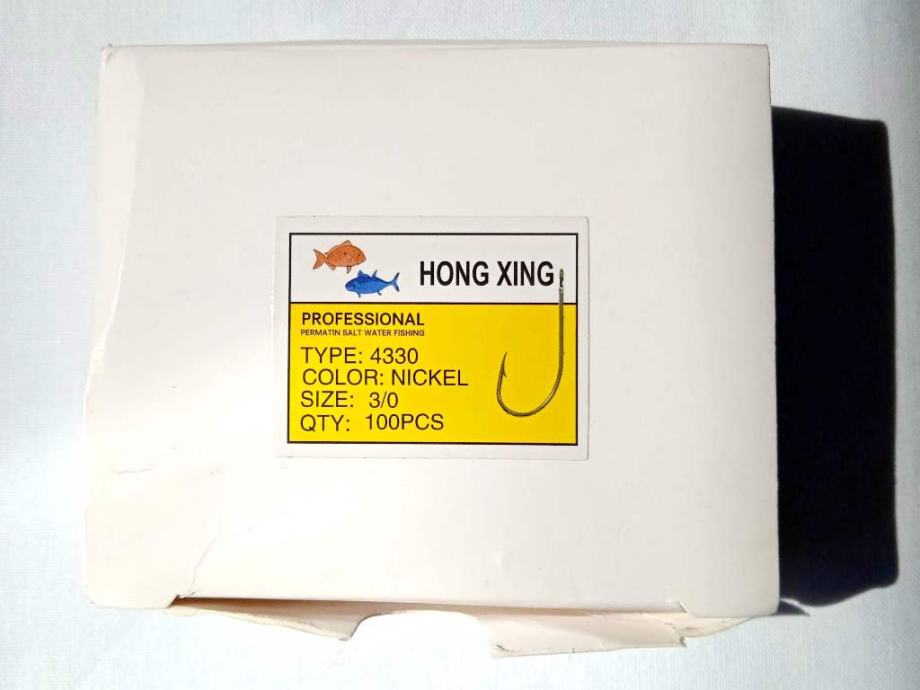 HONG XING
PROFESSIONAL
PERMATIN SALT WATER FISHING
TYPE: 4330
COLOR: NICKEL
SIZE: 3/0
QTY: 100PCS